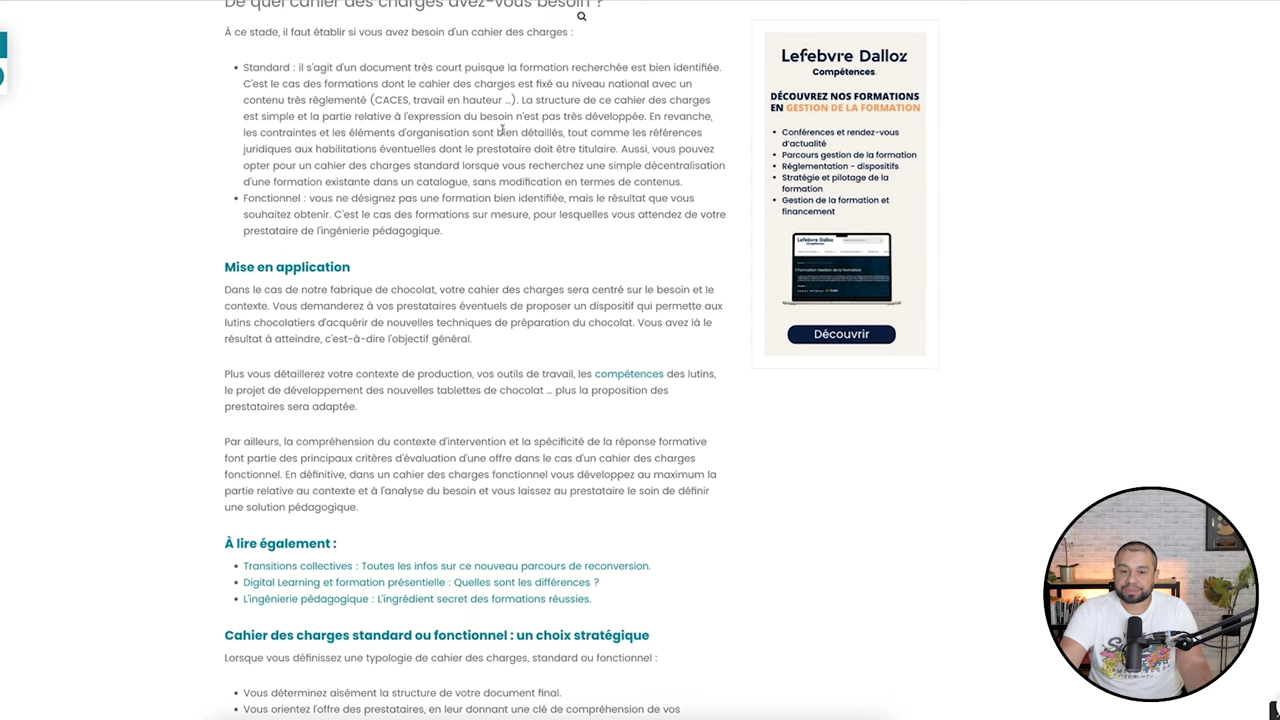 De quel cahier des charges avez-vous besoin ?
À ce stade, il faut établir si vous avez besoin d'un cahier des charges :
Standard : il s'agit d'un document très court puisque la formation recherchée est bien identifiée.
C'est le cas des formations dont le cahier des charges est fixé au niveau national avec un
contenu très réglementé (CACES, travail en hauteur …). La structure de ce cahier des charges
est simple et la partie relative à l'expression du besoin n'est pas très développée. En revanche,
les contraintes et les éléments d'organisation sont bien détaillés, tout comme les références
juridiques aux habilitations éventuelles dont le prestataire doit être titulaire. Aussi, vous pouvez
opter pour un cahier des charges standard lorsque vous recherchez une simple décentralisation
d'une formation existante dans un catalogue, sans modification en termes de contenus.
Fonctionnel : vous ne désignez pas une formation bien identifiée, mais le résultat que vous
souhaitez obtenir. C'est le cas des formations sur mesure, pour lesquelles vous attendez de votre
prestataire de l'ingénierie pédagogique.
Mise en application
Dans le cas de notre fabrique de chocolat, votre cahier des charges sera centré sur le besoin et le
contexte. Vous demanderez à vos prestataires éventuels de proposer un dispositif qui permette aux
lutins chocolatiers d'acquérir de nouvelles techniques de préparation du chocolat. Vous avez là le
résultat à atteindre, c'est-à-dire l'objectif général.
Plus vous détaillerez votre contexte de production, vos outils de travail, les compétences des lutins,
le projet de développement des nouvelles tablettes de chocolat … plus la proposition des
prestataires sera adaptée.
Par ailleurs, la compréhension du contexte d'intervention et la spécificité de la réponse formative
font partie des principaux critères d'évaluation d'une offre dans le cas d'un cahier des charges
fonctionnel. En définitive, dans un cahier des charges fonctionnel vous développez au maximum la
partie relative au contexte et à l'analyse du besoin et vous laissez au prestataire le soin de définir
une solution pédagogique.
À lire également :
Transitions collectives : Toutes les infos sur ce nouveau parcours de reconversion.
Digital Learning et formation présentielle : Quelles sont les différences ?
L'ingénierie pédagogique : L'ingrédient secret des formations réussies.
Cahier des charges standard ou fonctionnel : un choix stratégique
Lorsque vous définissez une typologie de cahier des charges, standard ou fonctionnel :
Vous déterminez aisément la structure de votre document final.
Vous orientez l'offre des prestataires, en leur donnant une clé de compréhension de vos
Lefebvre Dalloz
Compétences
DÉCOUVREZ NOS FORMATIONS
EN GESTION DE LA FORMATION
Conférences et rendez-vous
d'actualité
Parcours gestion de la formation
Réglementation - dispositifs
Stratégie et pilotage de la
formation
Gestion de la formation et
financement
Lefebvre Dalloz
Découvrir